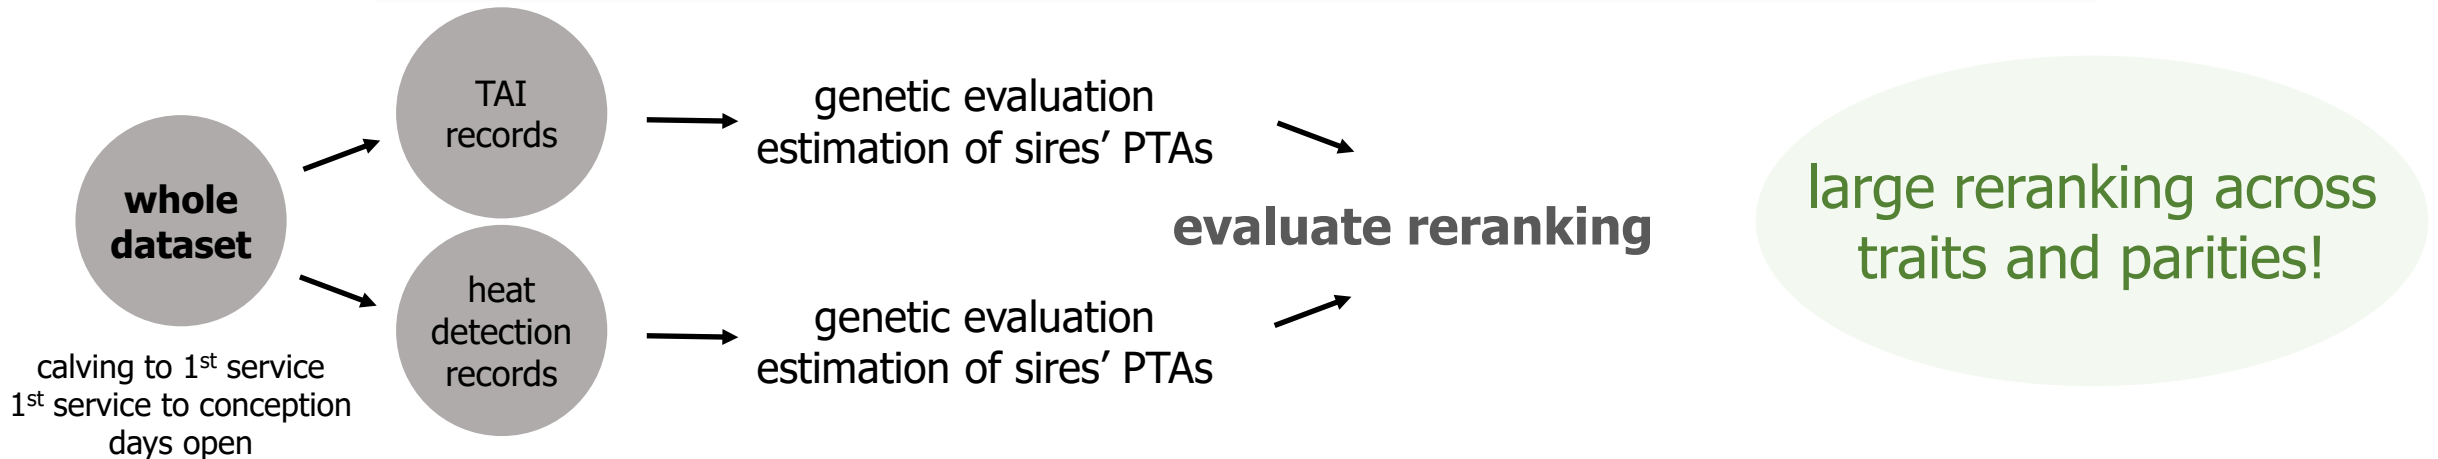 whole
dataset
calving to 1st service
1st service to conception
days open
TAI
records
heat
detection
records
genetic evaluation
estimation of sires’ PTAs
genetic evaluation
estimation of sires’ PTAs
evaluate reranking
large reranking across
traits and parities!